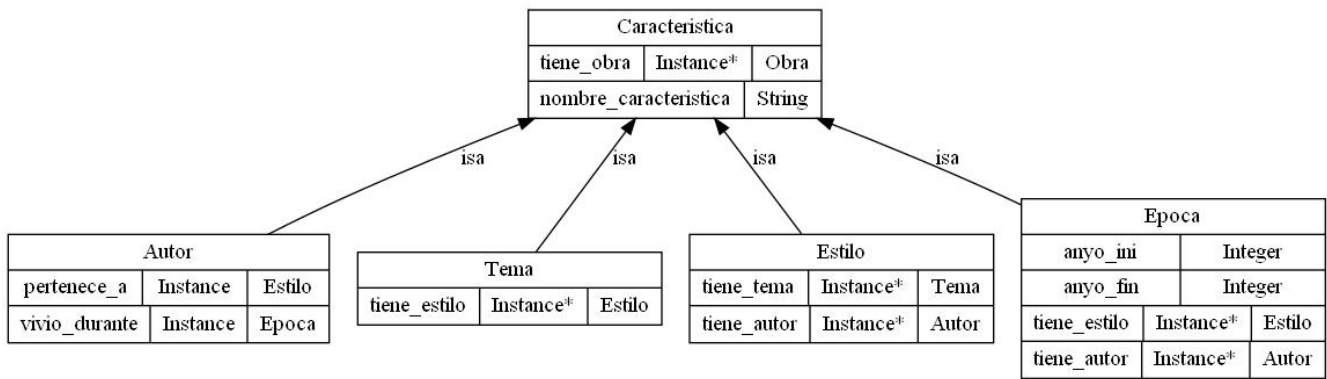 Caracteristica
tiene_obra Instance* Obra
nombre_caracteristica String
isa isa isa isa
Autor
pertenece_a Instance Estilo
vivio_durante Instance Epoca
Tema
tiene_estilo Instance* Estilo
Estilo
tiene_tema Instance* Tema
tiene_autor Instance* Autor
Epoca
anyo_ini Integer
anyo_fin Integer
tiene_estilo Instance* Estilo
tiene_autor Instance* Autor